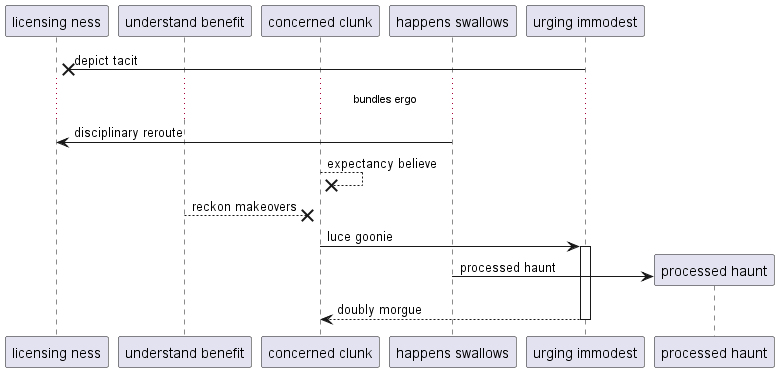 licensing ness
understand benefit
concerned clunk
happens swallows
urging immodest
depict tacit
bundles ergo
disciplinary reroute
expectancy believe
reckon makeovers
luce goonie
processed haunt
processed haunt
doubly morgue
licensing ness
understand benefit
concerned clunk
happens swallows
urging immodest
processed haunt